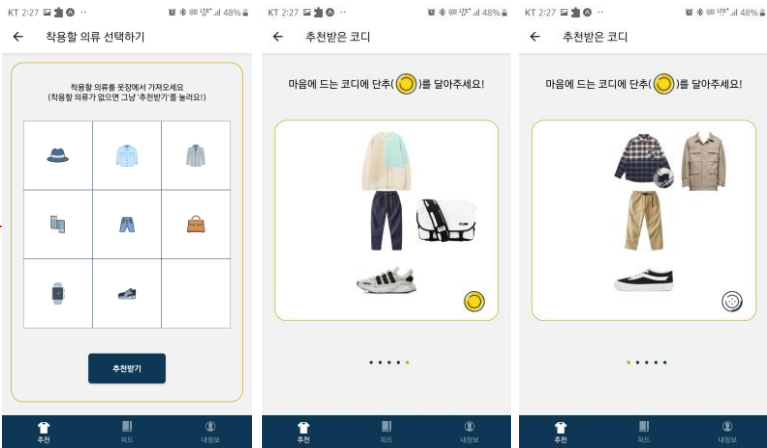 KT 2:27
48%
착용할 의류 선택하기
착용할 의류를 옷장에서 가져오세요
(착용할 의류가 없으면 그냥 '추천받기'를 눌러요!)
추천받기
추천
피드
내정보
KT 2:27
48%
추천받은 코디
마음에 드는 코디에 단추( )를 달아주세요!
추천
피드
내정보
KT 2:27
48%
추천받은 코디
마음에 드는 코디에 단추( )를 달아주세요!
추천
피드
내정보